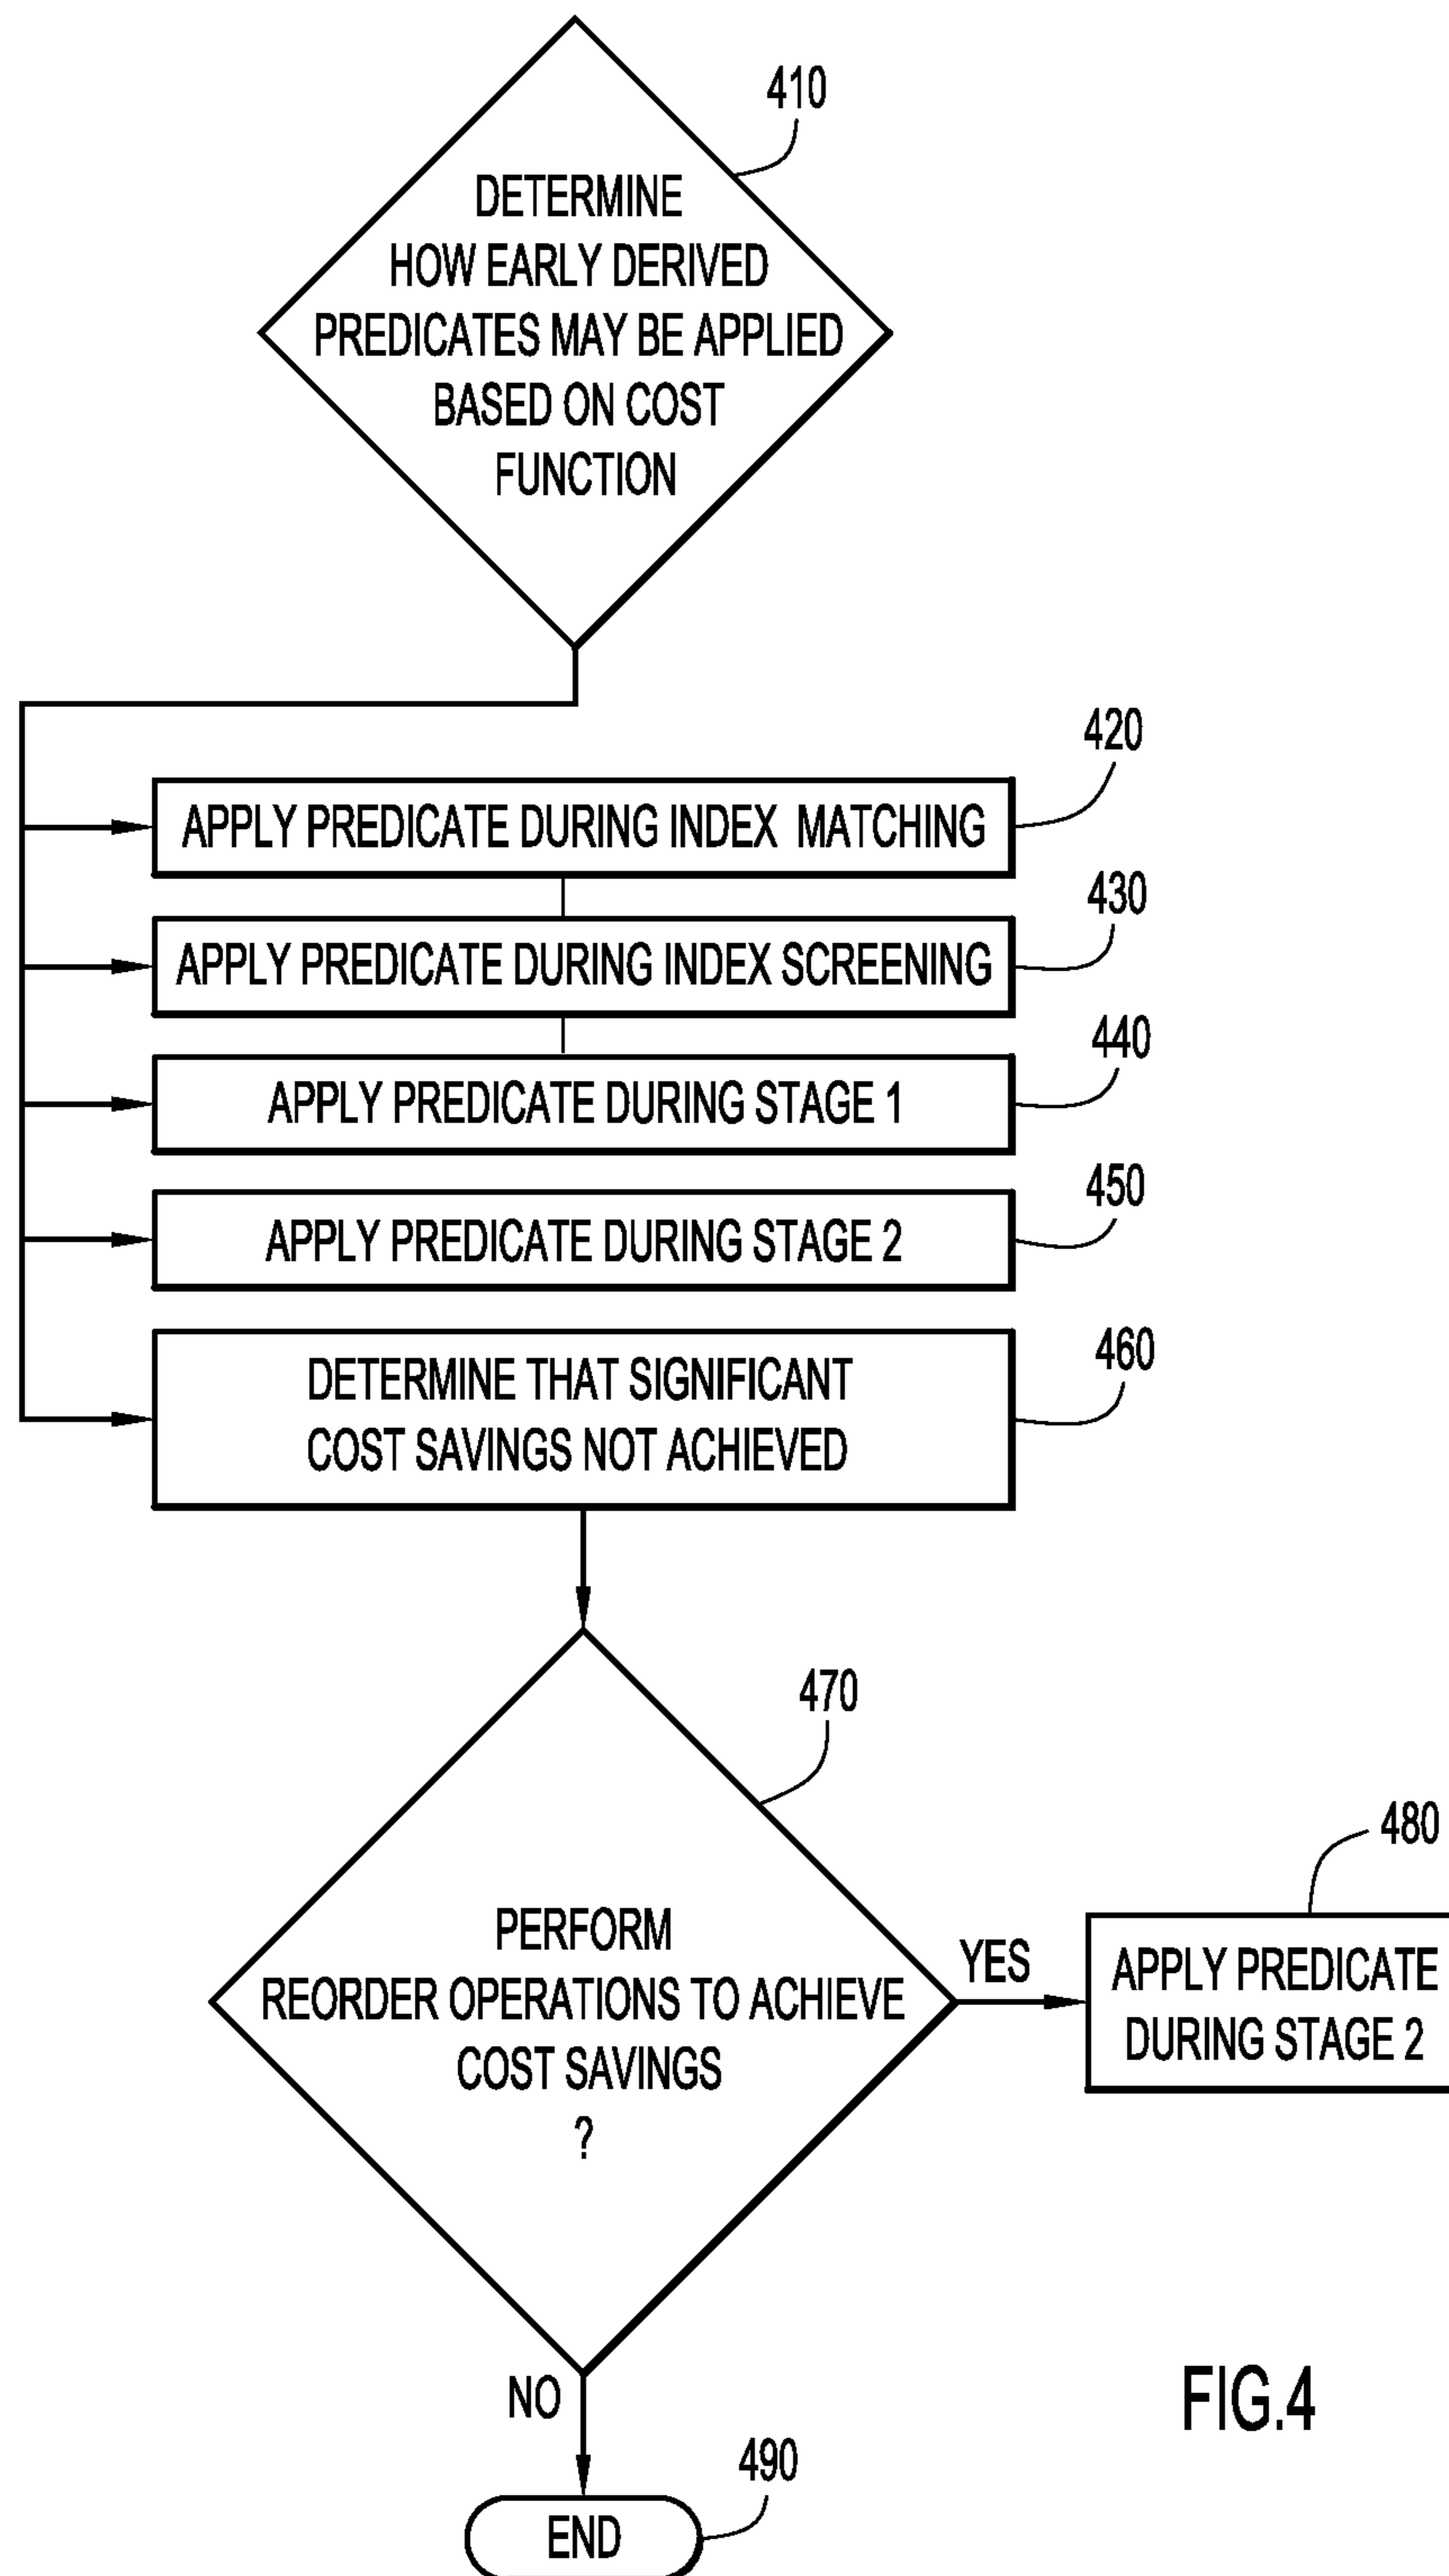 410
DETERMINE
HOW EARLY DERIVED
PREDICATES MAY BE APPLIED
BASED ON COST
FUNCTION
420
APPLY PREDICATE DURING INDEX MATCHING
430
APPLY PREDICATE DURING INDEX SCREENING
440
APPLY PREDICATE DURING STAGE 1
450
APPLY PREDICATE DURING STAGE 2
460
DETERMINE THAT SIGNIFICANT
COST SAVINGS NOT ACHIEVED
470
PERFORM
REORDER OPERATIONS TO ACHIEVE
COST SAVINGS
?
YES
480
APPLY PREDICATE
DURING STAGE 2
NO
490
END
FIG.4